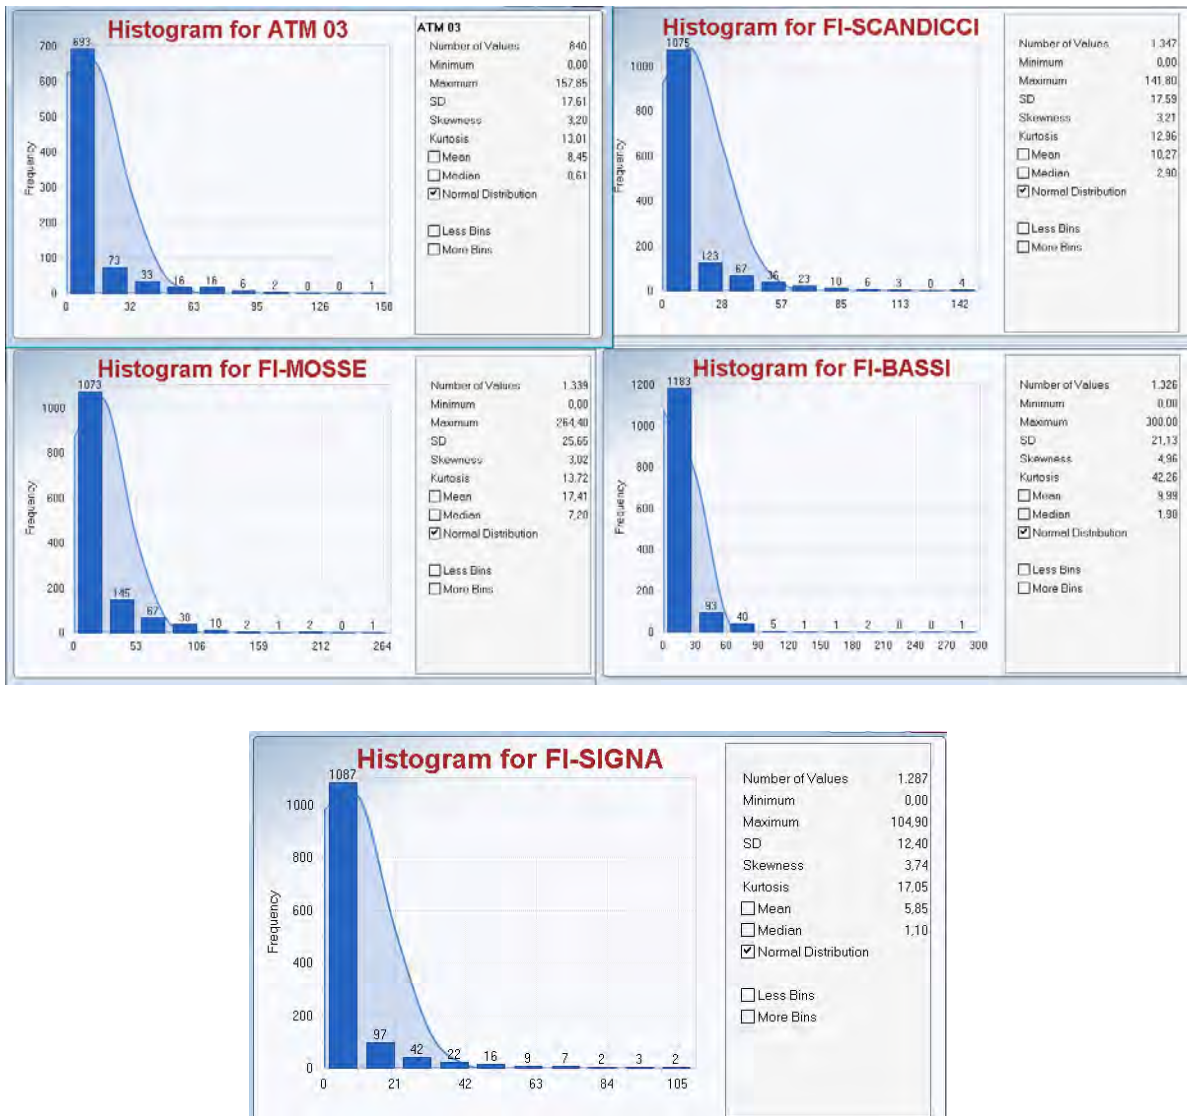 Histogram for ATM 03
ATM 03
700
693
600
500
400
300
200
100
0
Frequency
73
33
16
16
6
2
0
0
1
0
32
63
95
126
158
Number of Values 840
Minimum 0,00
Maximum 157,85
SD 17,61
Skewness 3,20
Kurtosis 13,01
Mean 8,45
Median 0,61
Normal Distribution
Less Bins
More Bins
Histogram for FI-SCANDICCI
1075
1000
800
1000
400
200
0
Frequency
123
67
36
23
10
6
3
0
4
0
28
57
85
113
142
Number of Values 1.347
Minimum 0,00
Maximum 141,80
SD 17,59
Skewness 3,21
Kurtosis 12,96
Mean 10,27
Median 2,90
Normal Distribution
Less Bins
More Bins
Histogram for FI-MOSSE
1073
1000
800
600
400
200
0
Frequency
145
67
38
10
2
1
2
0
1
0
53
106
159
212
264
Number of Values 1.339
Minimum 0,00
Maximum 264,40
SD 25,65
Skewness 3,02
Kurtosis 13,72
Mean 17,41
Median 7,20
Normal Distribution
Less Bins
More Bins
Histogram for FI-BASSI
1200
1183
1000
800
600
400
200
0
Frequency
93
40
5
1
1
2
0
0
1
0
30
60
90
120
150
180
210
240
270
300
Number of Values 1.326
Minimum 0,00
Maximum 300,00
SD 21,13
Skewness 4,96
Kurtosis 42,26
Mean 9,99
Median 1,90
Normal Distribution
Less Bins
More Bins
Histogram for FI-SIGNA
1087
1000
800
600
400
200
0
Frequency
97
42
22
16
9
7
2
3
2
0
21
42
63
84
105
Number of Values 1.287
Minimum 0,00
Maximum 104,90
SD 12,40
Skewness 3,74
Kurtosis 17,05
Mean 5,85
Median 1,10
Normal Distribution
Less Bins
More Bins